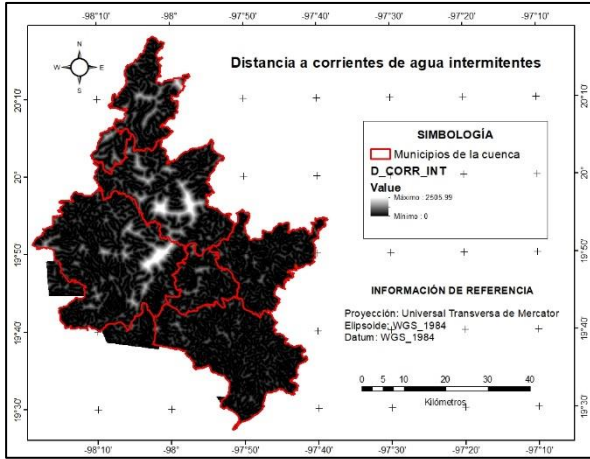 -98°10' -98° -97°50' -97°40' -97°30' -97°20' -97°10'
N
W E
S
Distancia a corrientes de agua intermitentes
20°10'
20°10'
SIMBOLOGÍA
Municipios de la cuenca
D_CORR_INT
Value
Máximo : 2505.99
Mínimo : 0
20°
20°
19°50'
19°50'
INFORMACIÓN DE REFERENCIA
Proyección: Universal Transversa de Mercator
Elipsoide: WGS_1984
Datum: WGS_1984
19°40'
19°40'
0 5 10 20 30 40
Kilómetros
19°30'
19°30'
-98°10' -98° -97°50' -97°40' -97°30' -97°20' -97°10'